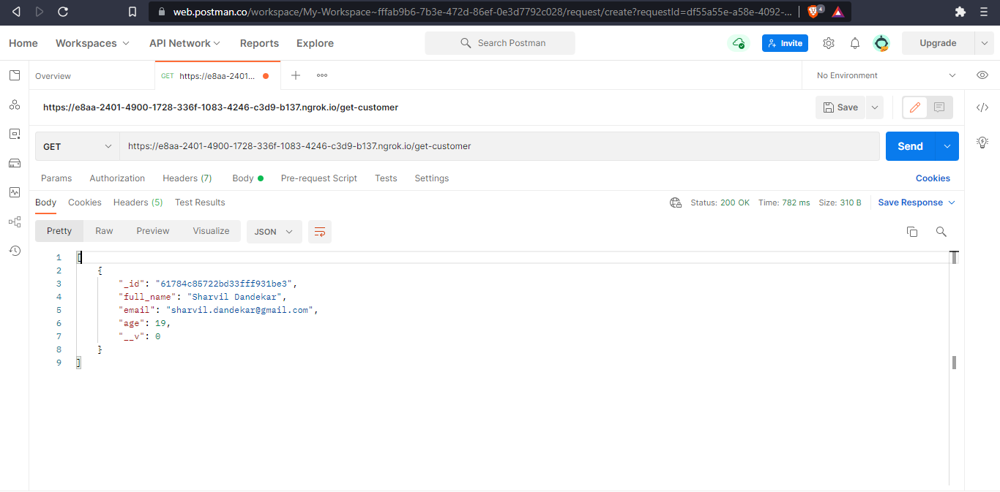 web.postman.co/workspace/My-Workspace~fffab9b6-7b3e-472d-86ef-0e3d7792c028/request/create?requestId=df55a55e-a58e-4092-... 4
Home Workspaces API Network Reports Explore Search Postman Invite Upgrade
Overview GET https://e8aa-2401... No Environment
https://e8aa-2401-4900-1728-336f-1083-4246-c3d9-b137.ngrok.io/get-customer Save
GET https://e8aa-2401-4900-1728-336f-1083-4246-c3d9-b137.ngrok.io/get-customer Send
Params Authorization Headers (7) Body Pre-request Script Tests Settings Cookies
Body Cookies Headers (5) Test Results Status: 200 OK Time: 782 ms Size: 310 B Save Response
Pretty Raw Preview Visualize JSON
1 [
2 {
3 "_id": "61784c85722bd33fff931be3",
4 "full_name": "Sharvil Dandekar",
5 "email": "sharvil.dandekar@gmail.com",
6 "age": 19,
7 "__v": 0
8 }
9 ]